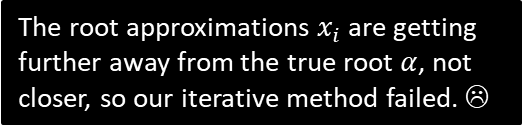 The root approximations 𝑥ᵢ are getting
further away from the true root 𝛼, not
closer, so our iterative method failed. ☹